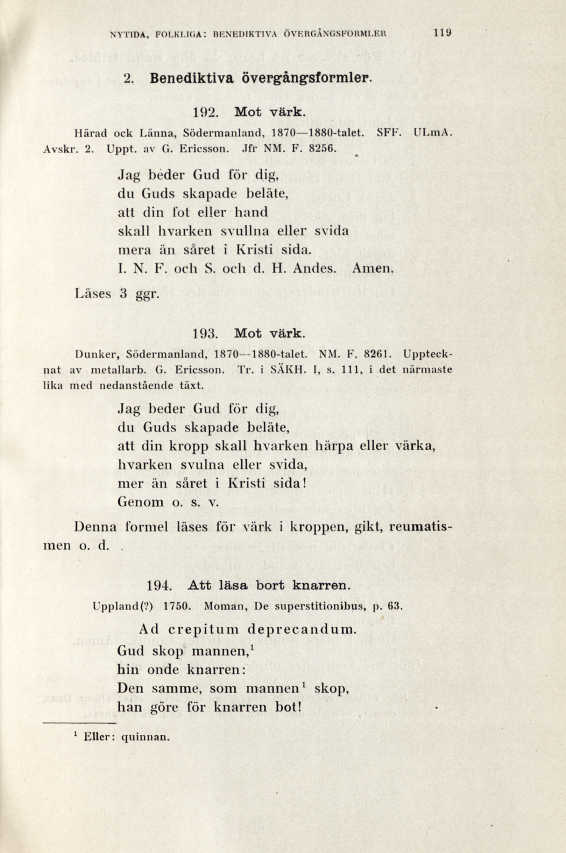 NYTIDA, FOLKLIGA: BENEDIKTIVA ÖVERGÅNGSFORMLER 119
2. Benediktiva övergångsformler.
192. Mot värk.
Härad ock Länna, Södermanland, 1870—1880-talet. SFF. ULmA.
Avskr. 2. Uppt. av G. Ericsson. Jfr NM. F. 8256.
Jag beder Gud för dig,
du Guds skapade beläte,
att din fot eller hand
skall hvarken svullna eller svida
mera än såret i Kristi sida.
I. N. F. och S. och d. H. Andes. Amen.
Läses 3 ggr.
193. Mot värk.
Dunker, Södermanland, 1870—1880-talet. NM. F. 8261. Uppteck-
nat av metallarb. G. Ericsson. Tr. i SÄKH. I, s. 111, i det närmaste
lika med nedanstående täxt.
Jag beder Gud för dig,
du Guds skapade beläte,
att din kropp skall hvarken härpa eller värka,
hvarken svulna eller svida,
mer än såret i Kristi sida!
Genom o. s. v.
Denna formel läses för värk i kroppen, gikt, reumatis-
men o. d.
194. Att läsa bort knarren.
Uppland(?) 1750. Moman, De superstitionibus, p. 63.
Ad crepitum deprecandum.
Gud skop mannen,¹
hin onde knarren:
Den samme, som mannen¹ skop,
han göre för knarren bot!
¹ Eller: quinnan.